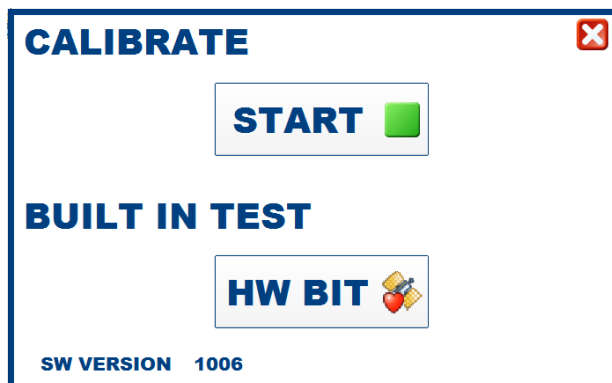 CALIBRATE
START
BUILT IN TEST
HW BIT
SW VERSION 1006